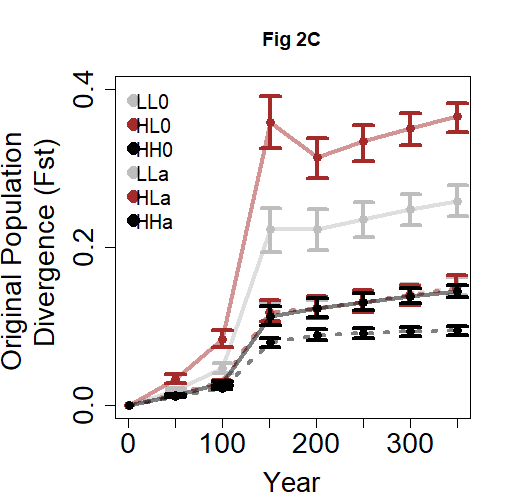 Fig 2C
Original Population
Divergence (Fst)
0.4
0.2
0.0
LL0
HL0
HH0
LLa
HLa
HHa
0
100
200
300
Year